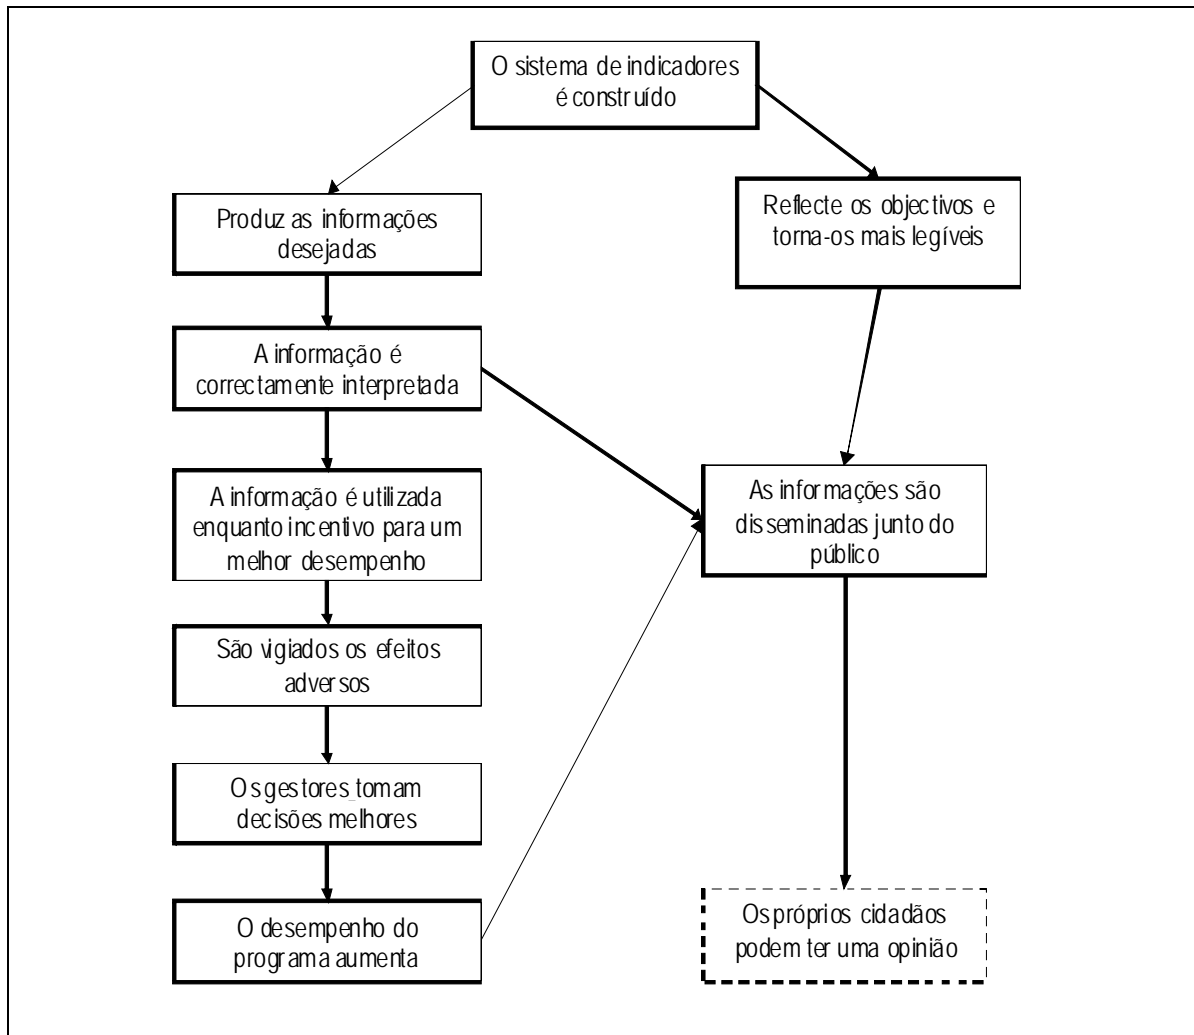 O sistema de indicadores
é construído
Produz as informações
desejadas
Reflecte os objectivos e
torna-os mais legíveis
A informação é
correctamente interpretada
A informação é utilizada
enquanto incentivo para um
melhor desempenho
As informações são
disseminadas junto do
público
São vigiados os efeitos
adversos
Os gestores tomam
decisões melhores
O desempenho do
programa aumenta
Os próprios cidadãos
podem ter uma opinião